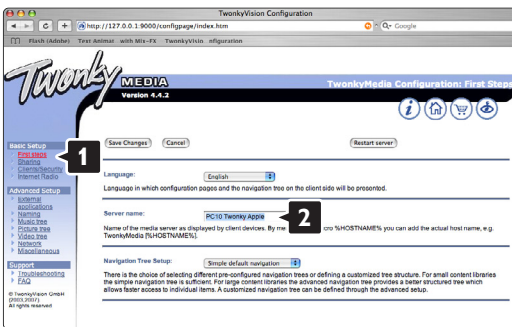 TwonkyVision Configuration
http://127.0.0.1:9000/configpage/index.htm
Google
Flash (Adobe) Text Animat with Mix-FX TwonkyVisin nfiguration
Twonky
MEDIA
Version 4.4.2
TwonkyMedia Configuration: First Steps
Basic Setup
First steps
Sharing
Clients/Security
Internet Radio
Advanced Setup
External
applications
Naming
Music tree
Picture tree
Video tree
Network
Miscellaneous
Support
Troubleshooting
FAQ
© TwonkyVision GmbH
(2003,2007)
All rights reserved
1
Save Changes Cancel Restart server
Language: English
Language in which configuration pages and the navigation tree on the client side will be presented.
Server name: PC10 Twonky Apple
2
Name of the media server as displayed by client devices. By me cro %HOSTNAME% you can add the actual host name, e.g.
TwonkyMedia [%HOSTNAME%].
Navigation Tree Setup: Simple default navigation
There is the choice of selecting different pre-configured navigation trees or defining a customized tree structure. For small content libraries
the simple navigation tree is sufficient. For large content libraries the advanced navigation tree provides a better structured tree which
allows faster access to individual items. A customized navigation tree can be defined through the advanced setup.